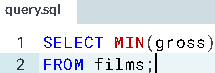 query.sql
1 SELECT MIN(gross)
2 FROM films;